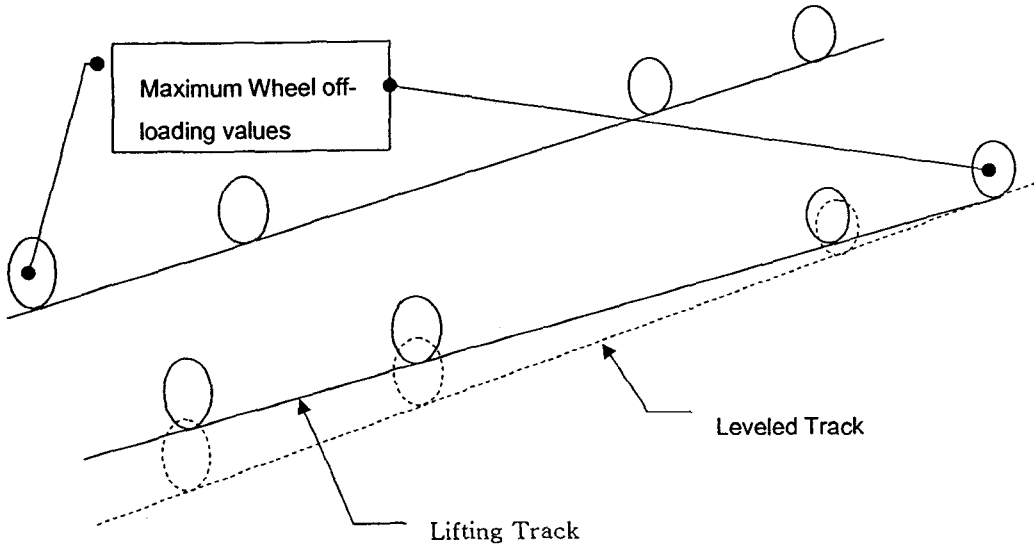 Maximum Wheel off-
loading values
Leveled Track
Lifting Track